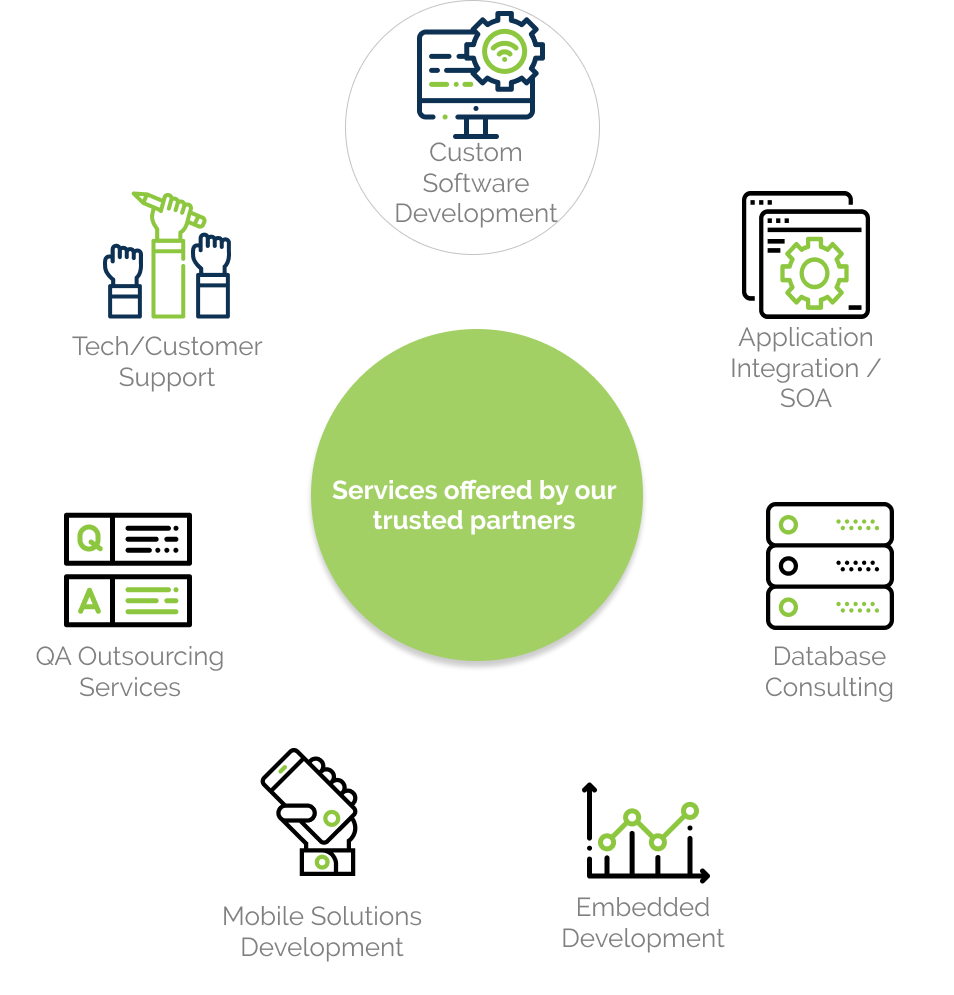 Custom
Software
Development
Tech/Customer
Support
Application
Integration /
SOA
Services offered by our
trusted partners
Q
A
QA Outsourcing
Services
Database
Consulting
Mobile Solutions
Development
Embedded
Development